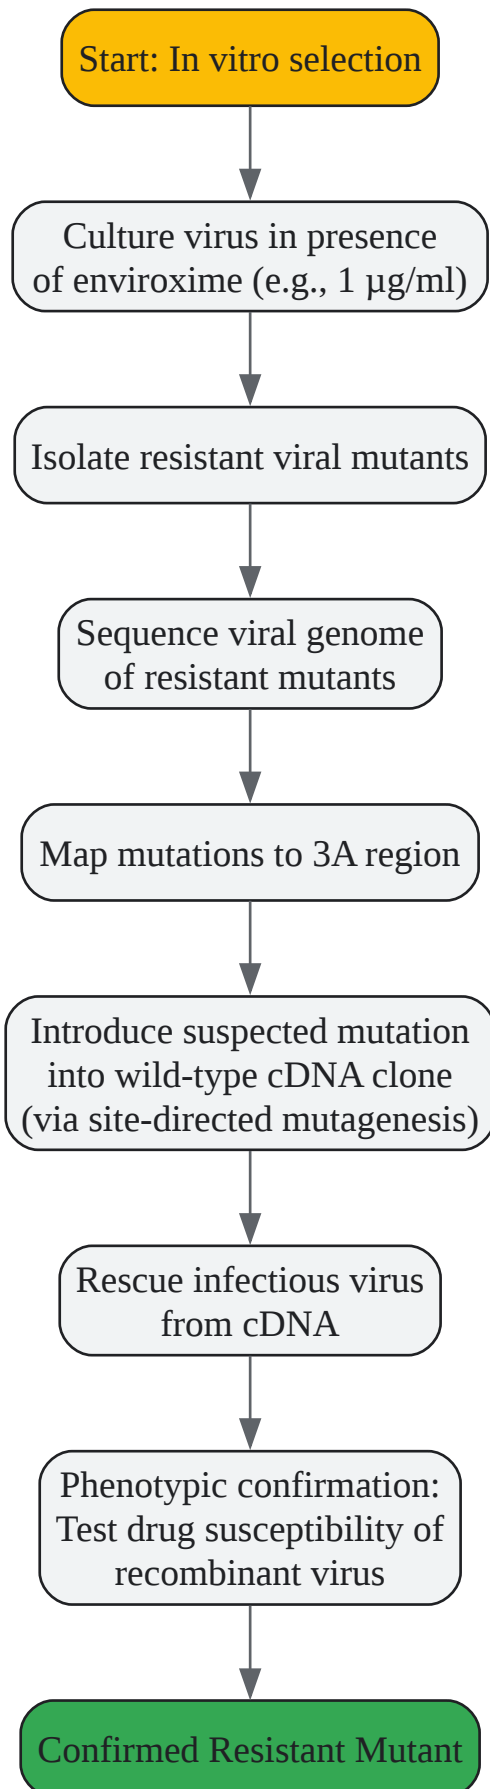 Start: In vitro selection
Culture virus in presence
of enviroxime (e.g., 1 µg/ml)
Isolate resistant viral mutants
Sequence viral genome
of resistant mutants
Map mutations to 3A region
Introduce suspected mutation
into wild-type cDNA clone
(via site-directed mutagenesis)
Rescue infectious virus
from cDNA
Phenotypic confirmation:
Test drug susceptibility of
recombinant virus
Confirmed Resistant Mutant